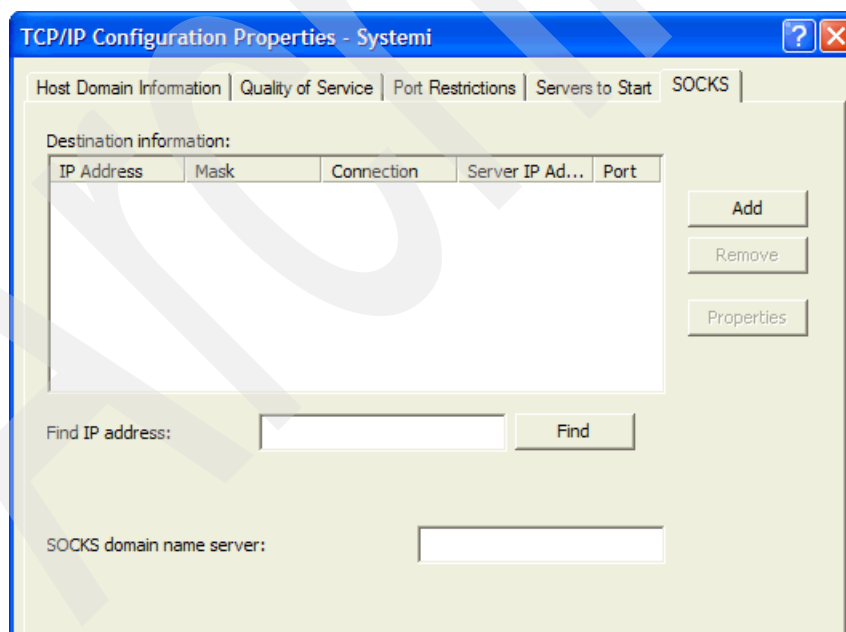 TCP/IP Configuration Properties - Systemi
Host Domain Information Quality of Service Port Restrictions Servers to Start SOCKS
Destination information:
IP Address Mask Connection Server IP Ad... Port
Add
Remove
Properties
Find IP address: Find
SOCKS domain name server: